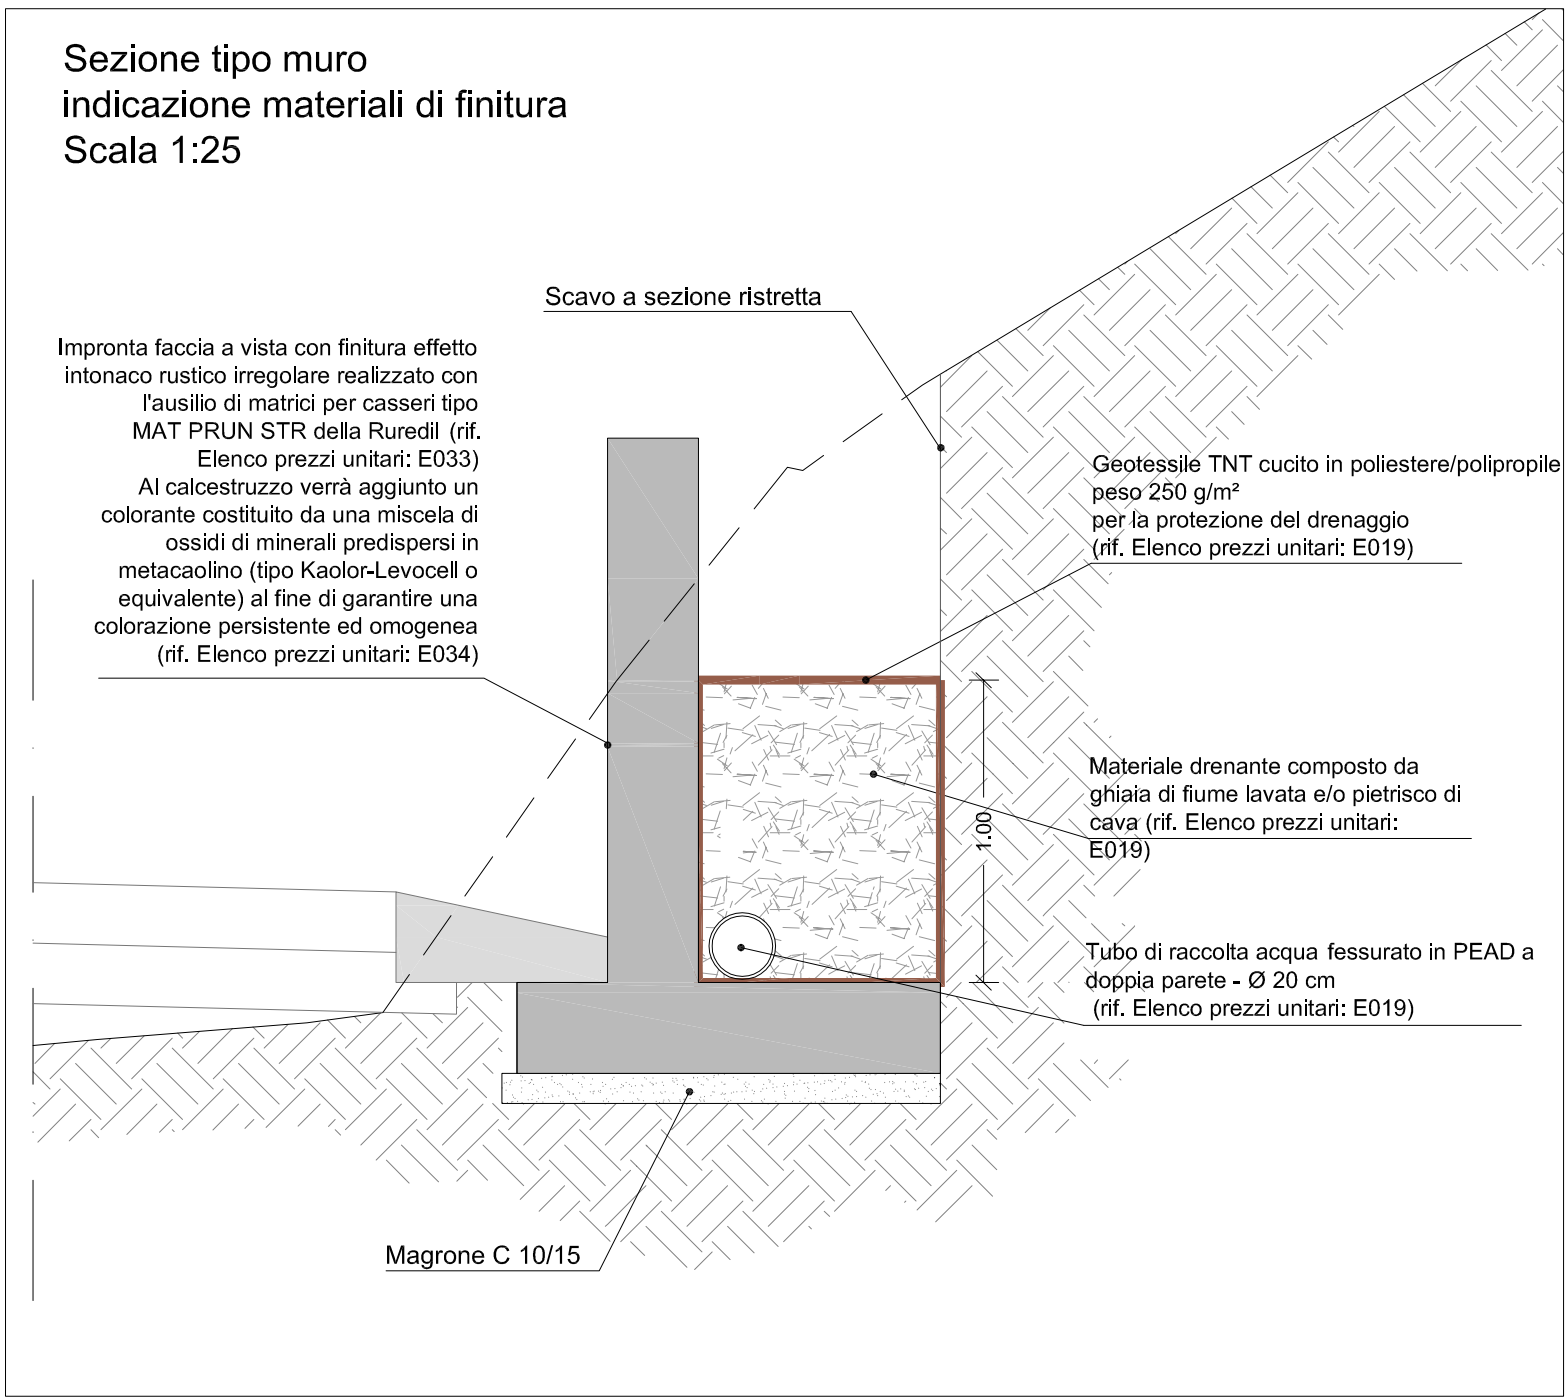 Sezione tipo muro
indicazione materiali di finitura
Scala 1:25
Scavo a sezione ristretta
Impronta faccia a vista con finitura effetto
intonaco rustico irregolare realizzato con
l'ausilio di matrici per casseri tipo
MAT PRUN STR della Ruredil (rif.
Elenco prezzi unitari: E033)
Al calcestruzzo verrà aggiunto un
colorante costituito da una miscela di
ossidi di minerali predispersi in
metacaolino (tipo Kaolor-Levocell o
equivalente) al fine di garantire una
colorazione persistente ed omogenea
(rif. Elenco prezzi unitari: E034)
Geotessile TNT cucito in poliestere/polipropile
peso 250 g/m²
per la protezione del drenaggio
(rif. Elenco prezzi unitari: E019)
Materiale drenante composto da
ghiaia di fiume lavata e/o pietrisco di
cava (rif. Elenco prezzi unitari:
E019)
1.00
Tubo di raccolta acqua fessurato in PEAD a
doppia parete - Ø 20 cm
(rif. Elenco prezzi unitari: E019)
Magrone C 10/15